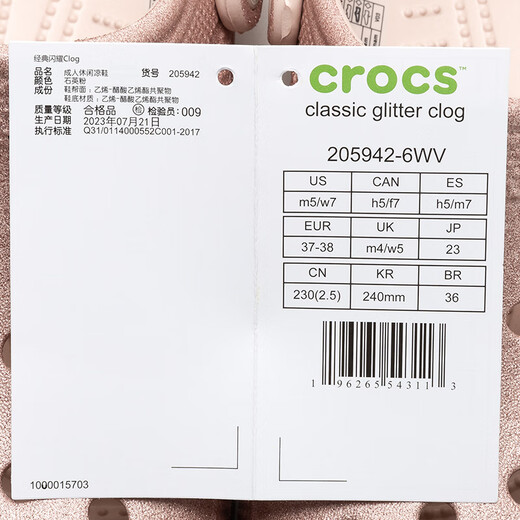 经典闪耀Clog
品名 成人休闲凉鞋 货号 205942
颜色 石英粉
成份 鞋帮面：乙烯-醋酸乙烯酯共聚物
鞋底材质：乙烯-醋酸乙烯酯共聚物
质量等级 合格品 检 检验员: 009
生产日期 2023年07月21日
执行标准 Q31/0114000552C001-2017
1000015703
crocs™
classic glitter clog
205942-6WV
US CAN ES
m5/w7 h5/f7 h5/m7
EUR UK JP
37-38 m4/w5 23
CN KR BR
230(2.5) 240mm 36
1 96265 54311 3